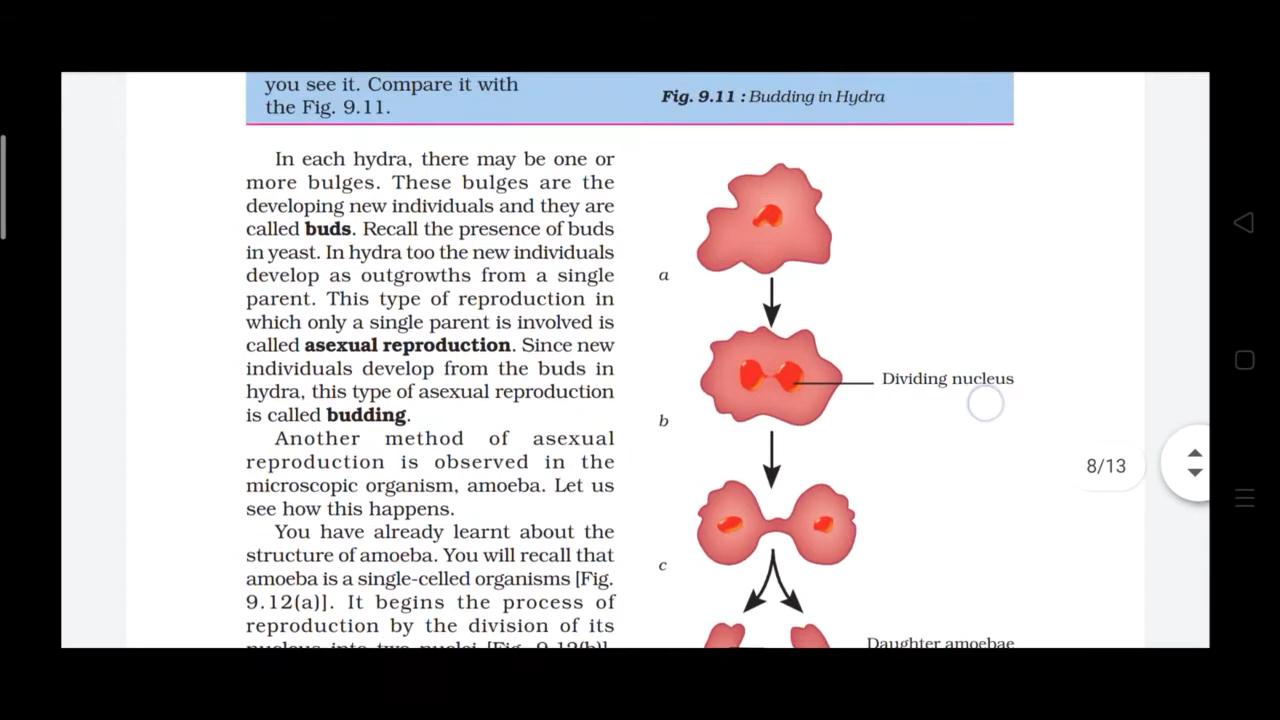 you see it. Compare it with
the Fig. 9.11.
Fig. 9.11 : Budding in Hydra
In each hydra, there may be one or
more bulges. These bulges are the
developing new individuals and they are
called buds. Recall the presence of buds
in yeast. In hydra too the new individuals
develop as outgrowths from a single
parent. This type of reproduction in
which only a single parent is involved is
called asexual reproduction. Since new
individuals develop from the buds in
hydra, this type of asexual reproduction
is called budding.
Another method of asexual
reproduction is observed in the
microscopic organism, amoeba. Let us
see how this happens.
You have already learnt about the
structure of amoeba. You will recall that
amoeba is a single-celled organisms [Fig.
9.12(a)]. It begins the process of
reproduction by the division of its
nucleus into two nuclei [Fig. 9.12(b)].
a
b
Dividing nucleus
c
Daughter amoebae
8/13